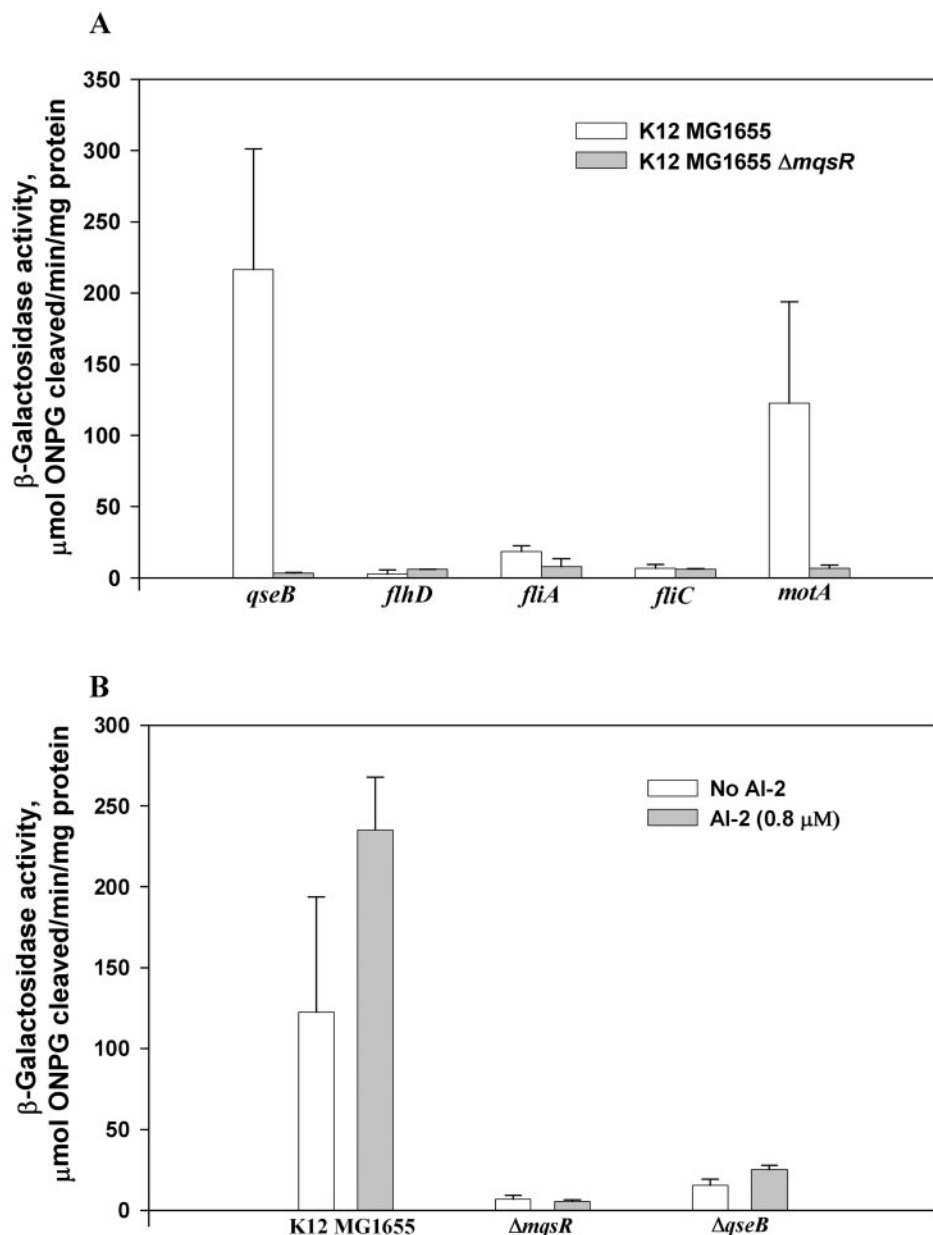 A
β-Galactosidase activity,
μmol ONPG cleaved/min/mg protein
350
300
250
200
150
100
50
0
K12 MG1655
K12 MG1655 ΔmqsR
qseB flhD fliA fliC motA
B
β-Galactosidase activity,
μmol ONPG cleaved/min/mg protein
300
250
200
150
100
50
0
No AI-2
AI-2 (0.8 μM)
K12 MG1655 ΔmqsR ΔqseB